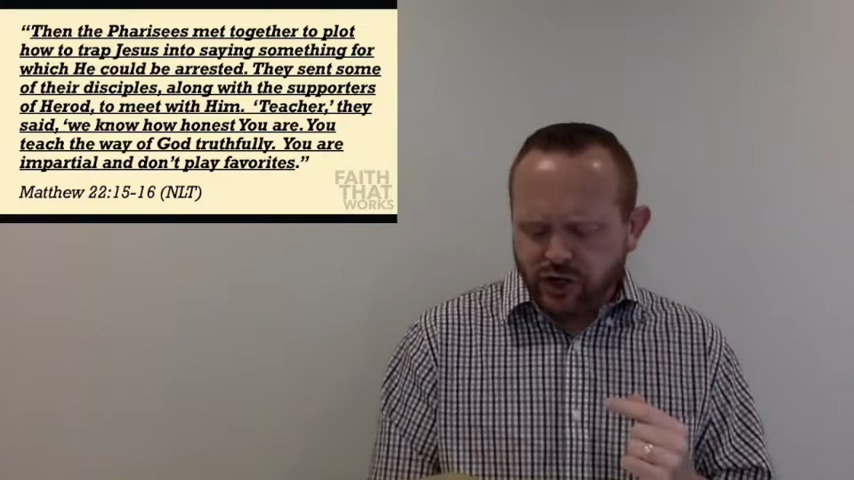 “Then the Pharisees met together to plot
how to trap Jesus into saying something for
which He could be arrested. They sent some
of their disciples, along with the supporters
of Herod, to meet with Him.  ‘Teacher,’ they
said, ‘we know how honest You are. You
teach the way of God truthfully.  You are
impartial and don’t play favorites.”
Matthew 22:15-16 (NLT)
FAITH
THAT
WORKS